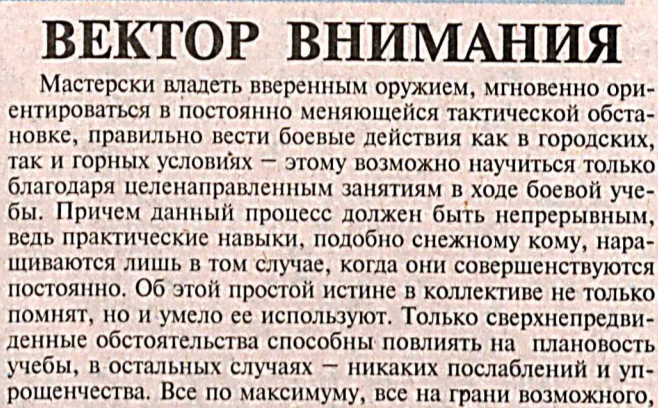 ВЕКТОР ВНИМАНИЯ
Мастерски владеть вверенным оружием, мгновенно ори-
ентироваться в постоянно меняющейся тактической обста-
новке, правильно вести боевые действия как в городских,
так и горных условиях — этому возможно научиться только
благодаря целенаправленным занятиям в ходе боевой уче-
бы. Причем данный процесс должен быть непрерывным,
ведь практические навыки, подобно снежному кому, нара-
щиваются лишь в том случае, когда они совершенствуются
постоянно. Об этой простой истине в коллективе не только
помнят, но и умело ее используют. Только сверхнепредви-
денные обстоятельства способны повлиять на плановость
учебы, в остальных случаях — никаких послаблений и уп-
рощенчества. Все по максимуму, все на грани возможного,